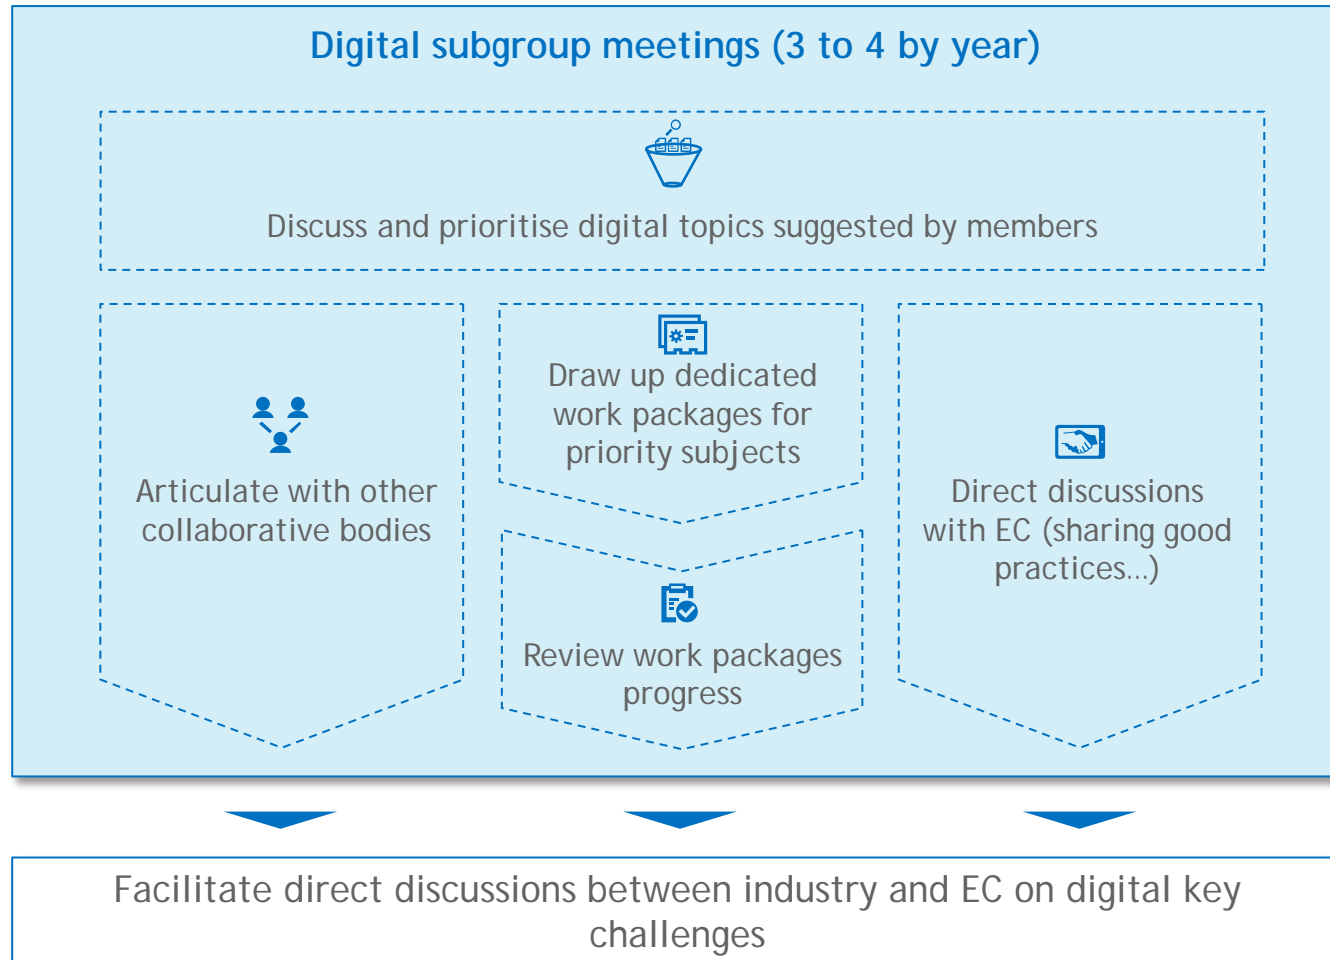 Digital subgroup meetings (3 to 4 by year)
Discuss and prioritise digital topics suggested by members
Articulate with other
collaborative bodies
Draw up dedicated
work packages for
priority subjects
Review work packages
progress
Direct discussions
with EC (sharing good
practices…)
Facilitate direct discussions between industry and EC on digital key
challenges